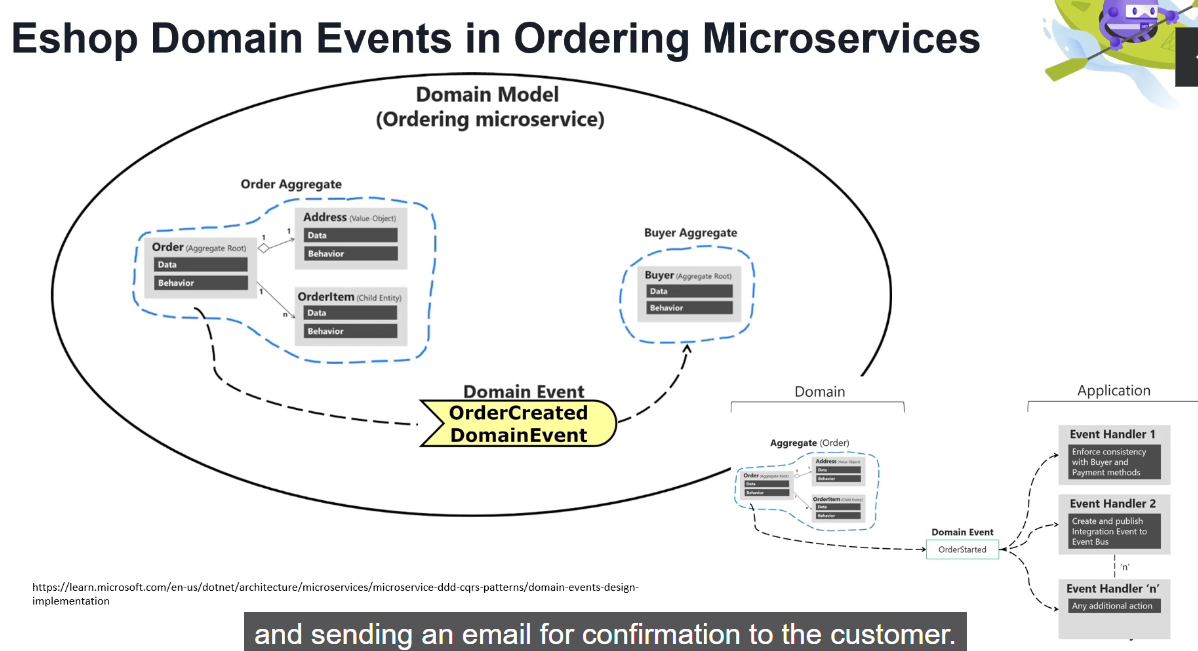 Eshop Domain Events in Ordering Microservices
Domain Model
(Ordering microservice)
Order Aggregate
Address (Value-Object)
Data
Behavior
Order (Aggregate Root)
Data
Behavior
1
1
1
n
OrderItem (Child Entity)
Data
Behavior
Buyer Aggregate
Buyer (Aggregate Root)
Data
Behavior
Domain Event
OrderCreated
DomainEvent
Domain
Application
Aggregate (Order)
Address (Value-Object)
Data
Behavior
Order (Aggregate Root)
Data
Behavior
OrderItem (Child Entity)
Data
Behavior
Domain Event
OrderStarted
Event Handler 1
Enforce consistency
with Buyer and
Payment methods
Event Handler 2
Create and publish
Integration Event to
Event Bus
'n'
Event Handler 'n'
Any additional action
https://learn.microsoft.com/en-us/dotnet/architecture/microservices/microservice-ddd-cqrs-patterns/domain-events-design-
implementation
and sending an email for confirmation to the customer.